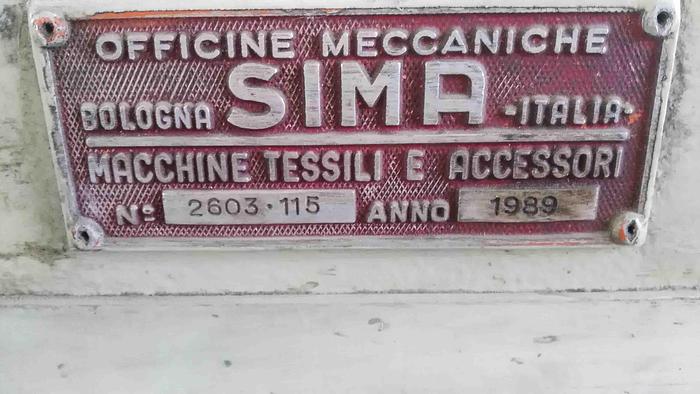 OFFICINE MECCANICHE
BOLOGNA SIMA -ITALIA-
MACCHINE TESSILI E ACCESSORI
Nº 2603·115 ANNO 1989